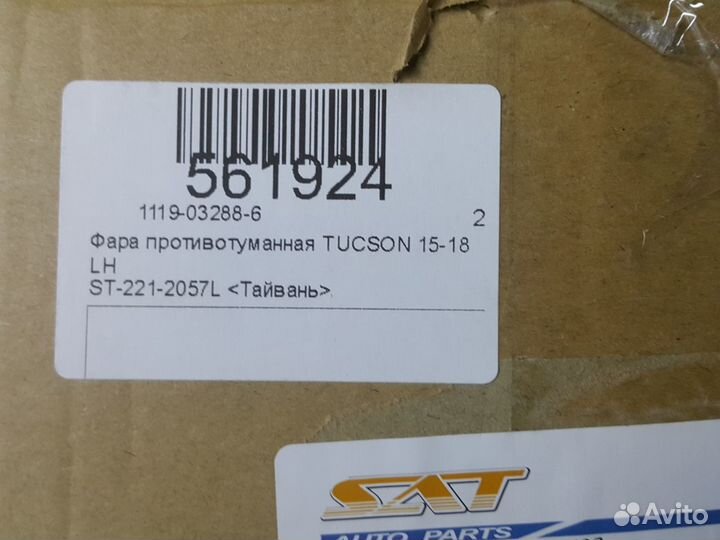 561924
1119-03288-6 2
Фара противотуманная TUCSON 15-18
LH
ST-221-2057L <Тайвань>
SAT
AUTO PARTS
Avito